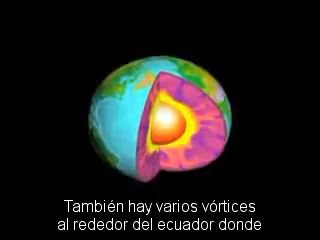 También hay varios vórtices
al rededor del ecuador donde